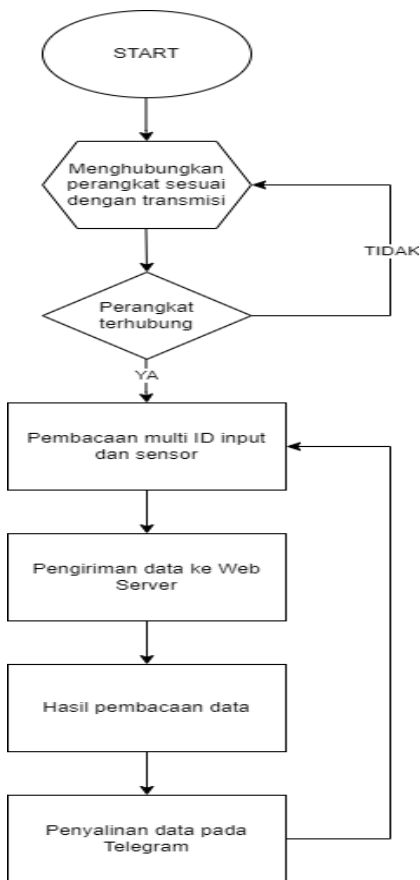 START
Menghubungkan
perangkat sesuai
dengan transmisi
TIDAK
Perangkat
terhubung
YA
Pembacaan multi ID input
dan sensor
Pengiriman data ke Web
Server
Hasil pembacaan data
Penyalinan data pada
Telegram